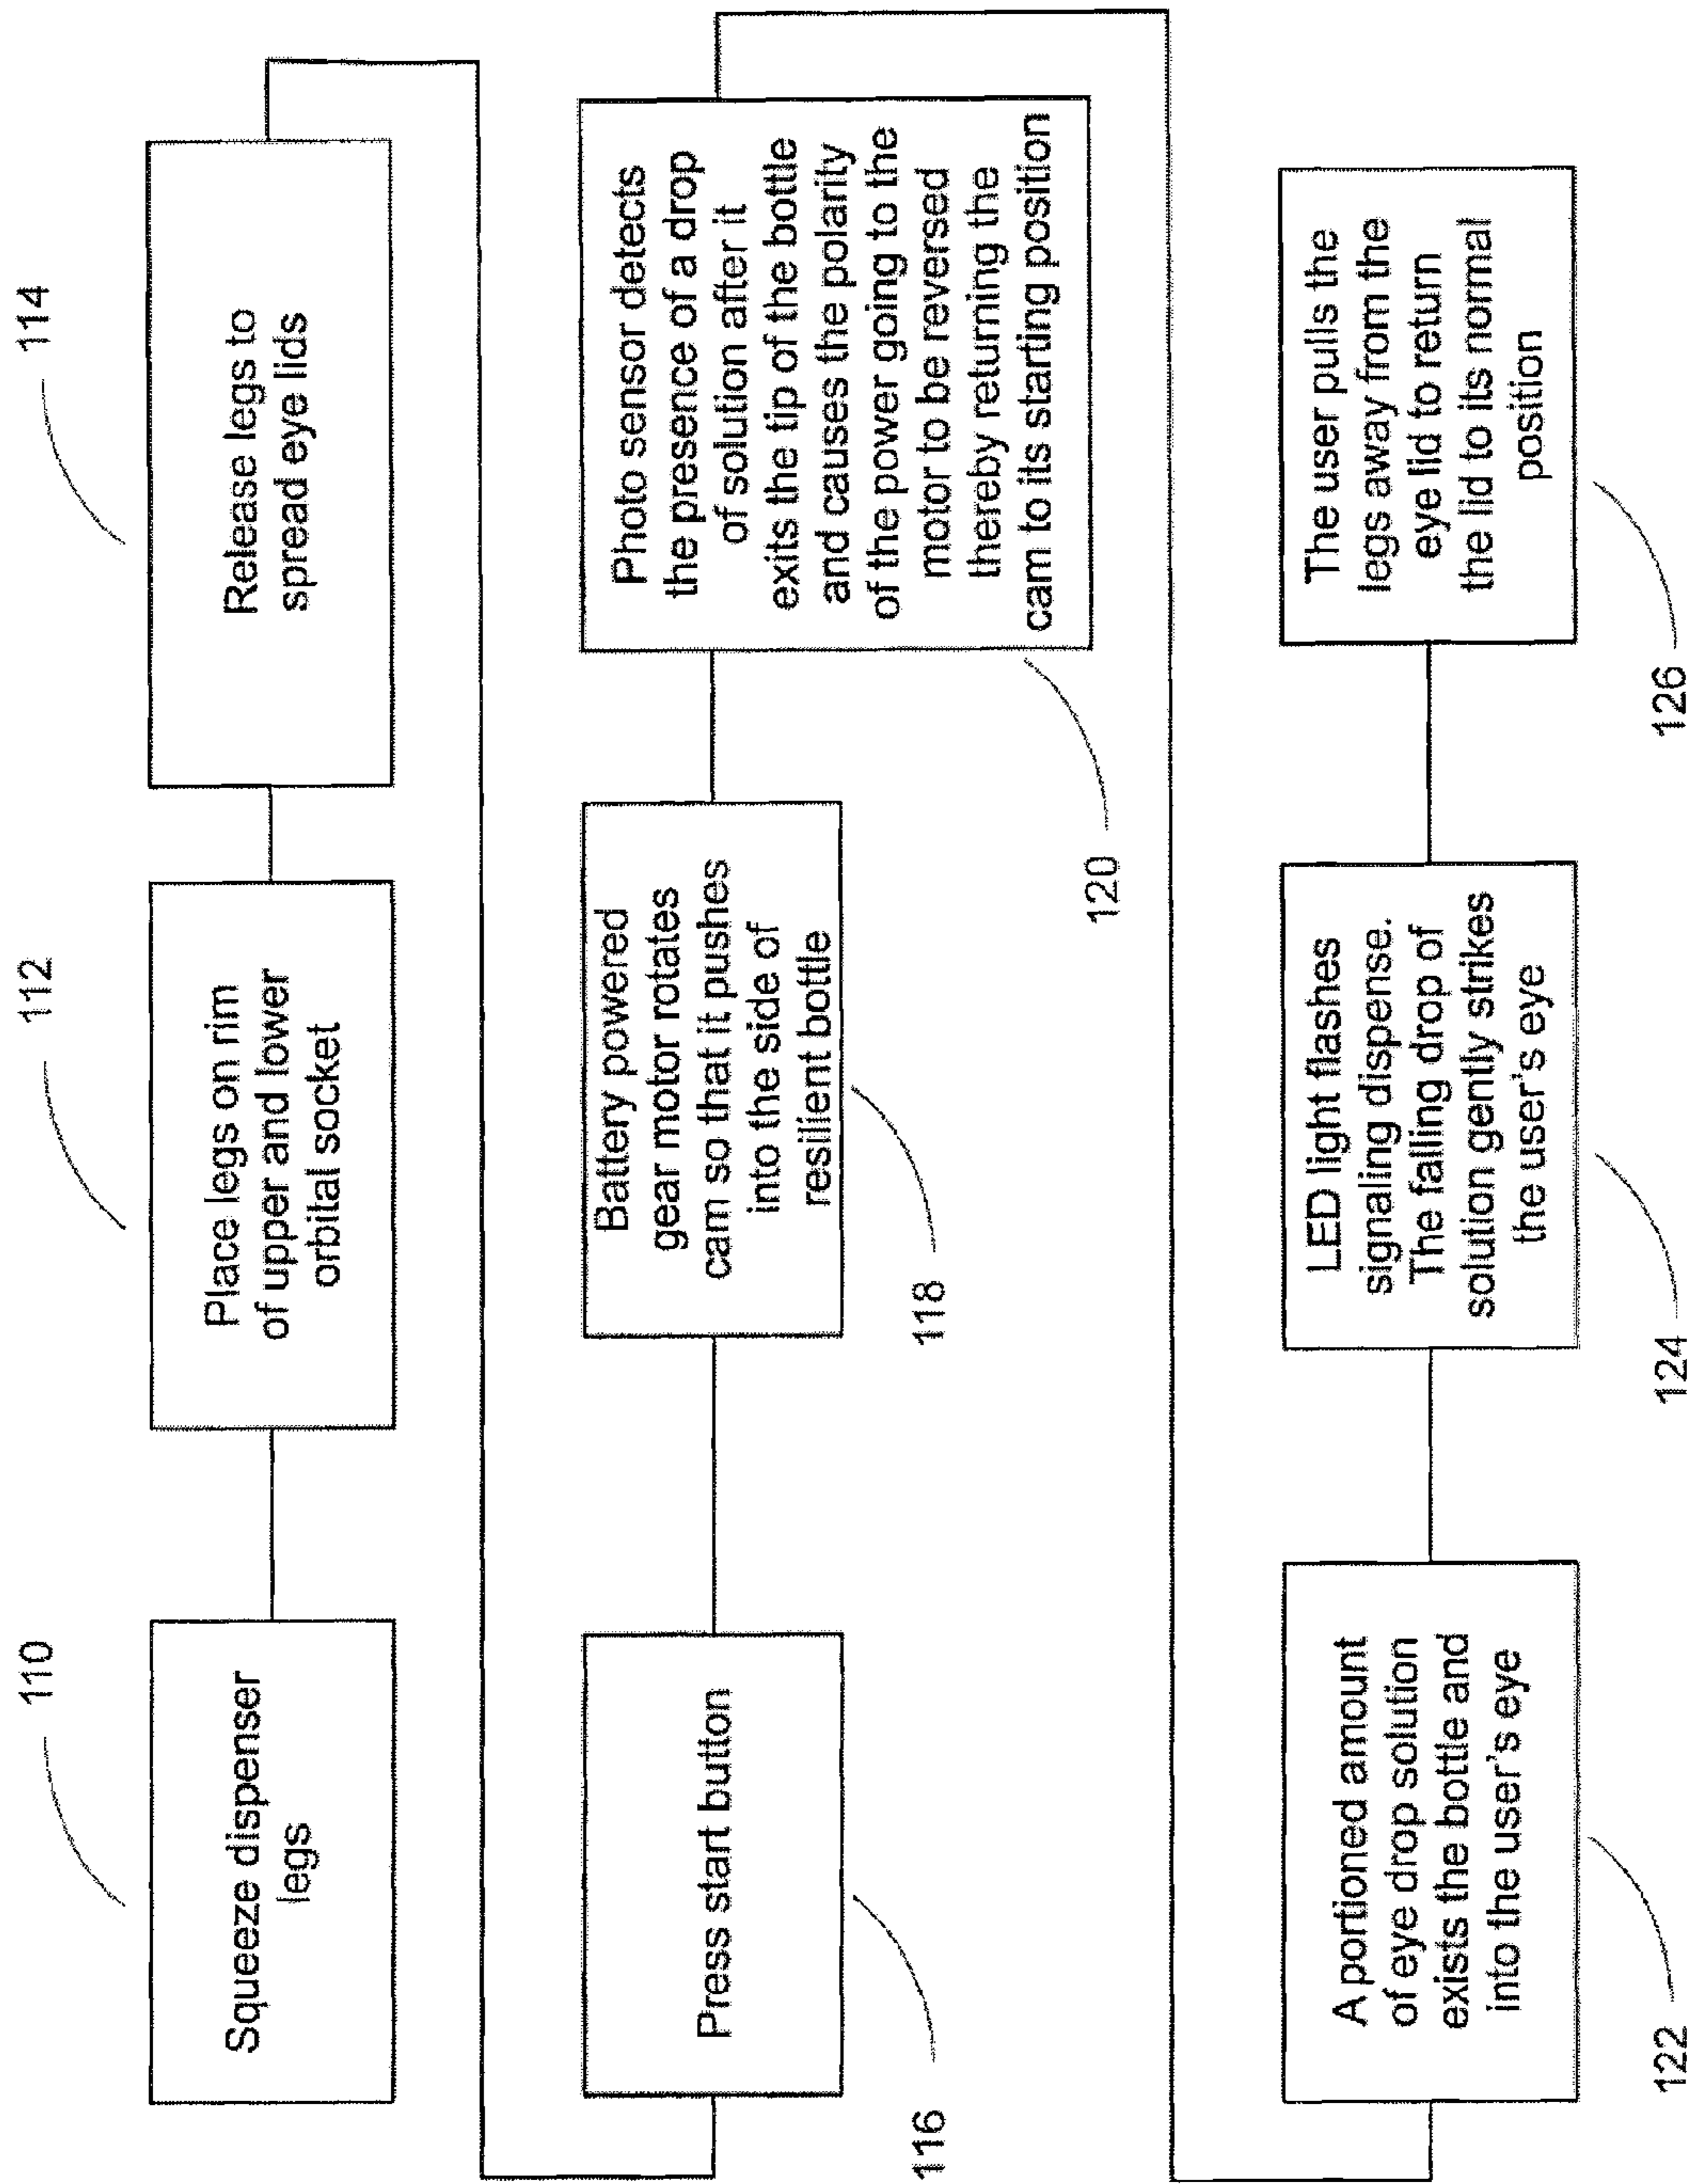 110
Squeeze dispenser
legs
112
Place legs on rim
of upper and lower
orbital socket
114
Release legs to
spread eye lids
Press start button
116
Battery powered
gear motor rotates
cam so that it pushes
into the side of
resilient bottle
118
Photo sensor detects
the presence of a drop
of solution after it
exits the tip of the bottle
and causes the polarity
of the power going to the
motor to be reversed
thereby returning the
cam to its starting position
120
A portioned amount
of eye drop solution
exists the bottle and
into the user's eye
122
LED light flashes
signaling dispense.
The falling drop of
solution gently strikes
the user's eye
124
The user pulls the
legs away from the
eye lid to return
the lid to its normal
position
126